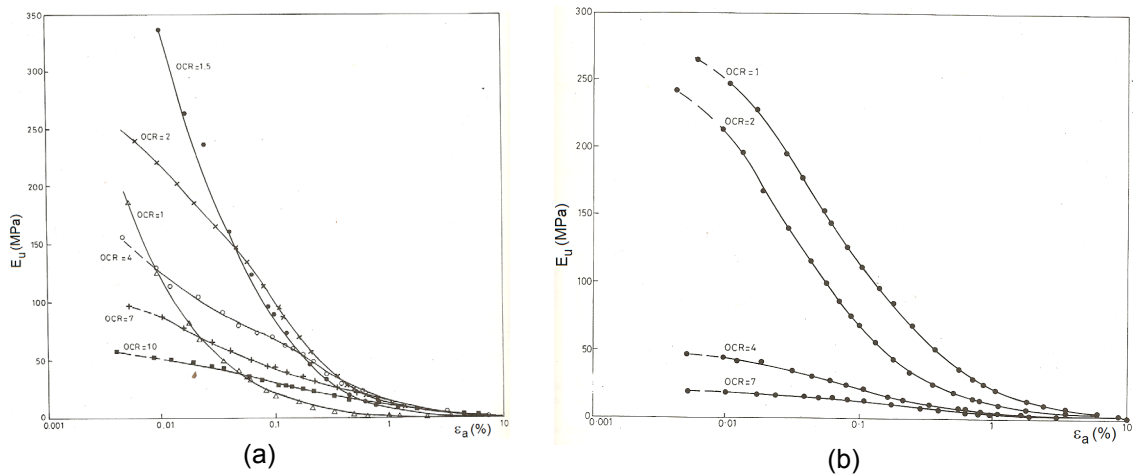 350
300
250
200
150
100
50
0
E_u (MPa)
OCR=1.5
OCR=2
OCR=1
OCR=4
OCR=7
OCR=10
0.001
0.01
0.1
1
10
ε_a (%)
(a)
300
250
200
150
100
50
0
E_u (MPa)
OCR=1
OCR=2
OCR=4
OCR=7
0·001
0·01
0·1
1·0
10
ε_a (%)
(b)